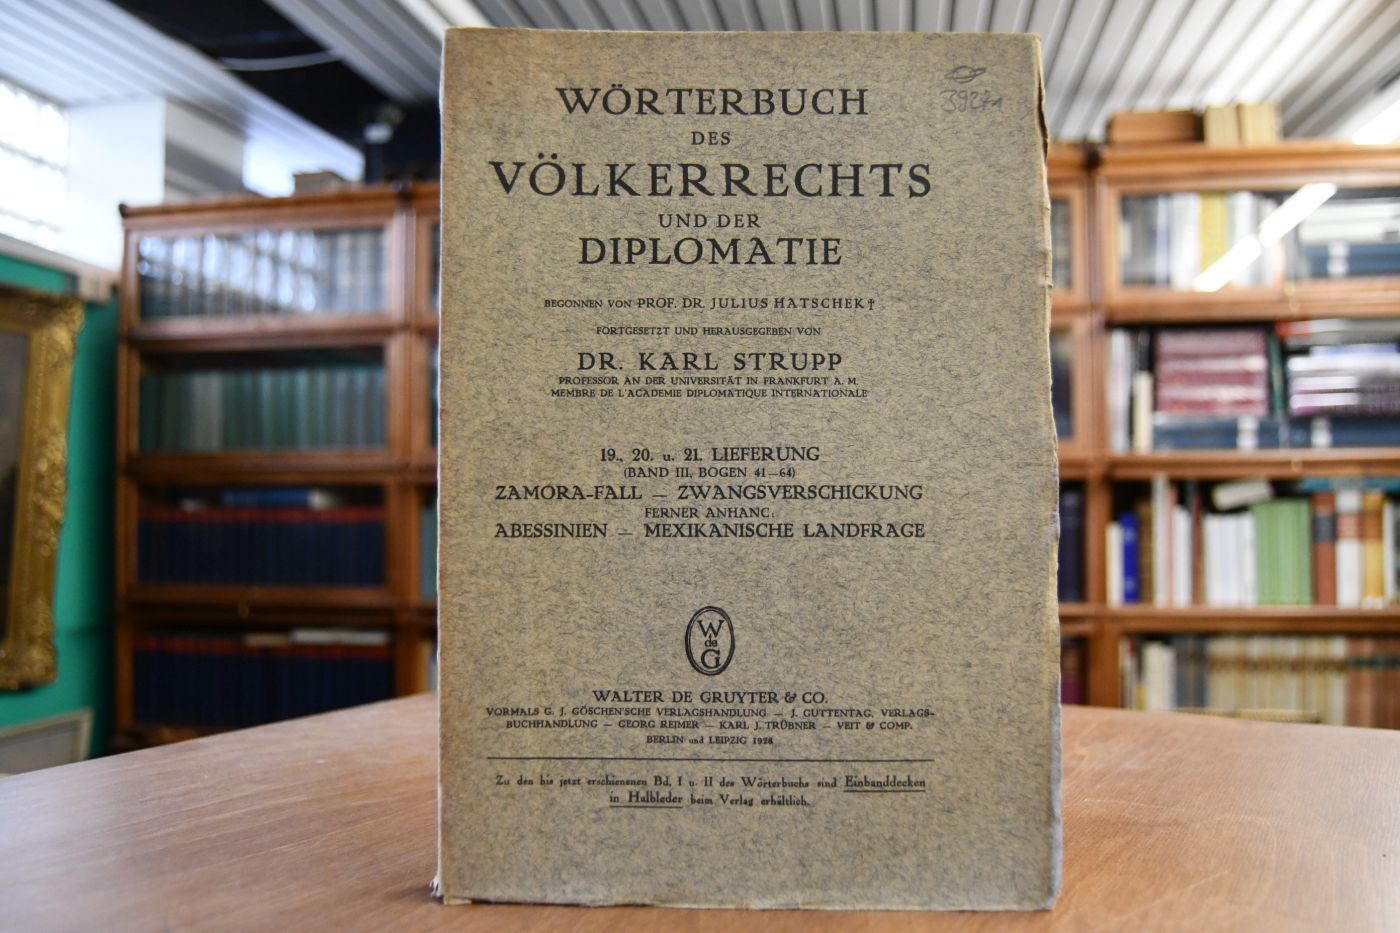 39271
WÖRTERBUCH
DES
VÖLKERRECHTS
UND DER
DIPLOMATIE
BEGONNEN VON PROF. DR. JULIUS HATSCHEK †
FORTGESETZT UND HERAUSGEGEBEN VON
DR. KARL STRUPP
PROFESSOR AN DER UNIVERSITÄT IN FRANKFURT A. M.
MEMBRE DE L'ACADEMIE DIPLOMATIQUE INTERNATIONALE
19., 20. u. 21. LIEFERUNG
(BAND III, BOGEN 41—64)
ZAMORA-FALL — ZWANGSVERSCHICKUNG
FERNER ANHANG:
ABESSINIEN — MEXIKANISCHE LANDFRAGE
W
de
G
WALTER DE GRUYTER & CO.
VORMALS G. J. GÖSCHEN'SCHE VERLAGSHANDLUNG — J. GUTTENTAG, VERLAGS-
BUCHHANDLUNG — GEORG REIMER — KARL J. TRÜBNER — VEIT & COMP.
BERLIN und LEIPZIG 1928
Zu den bis jetzt erschienenen Bd. I u. II des Wörterbuchs sind Einbanddecken
in Halbleder beim Verlag erhältlich.